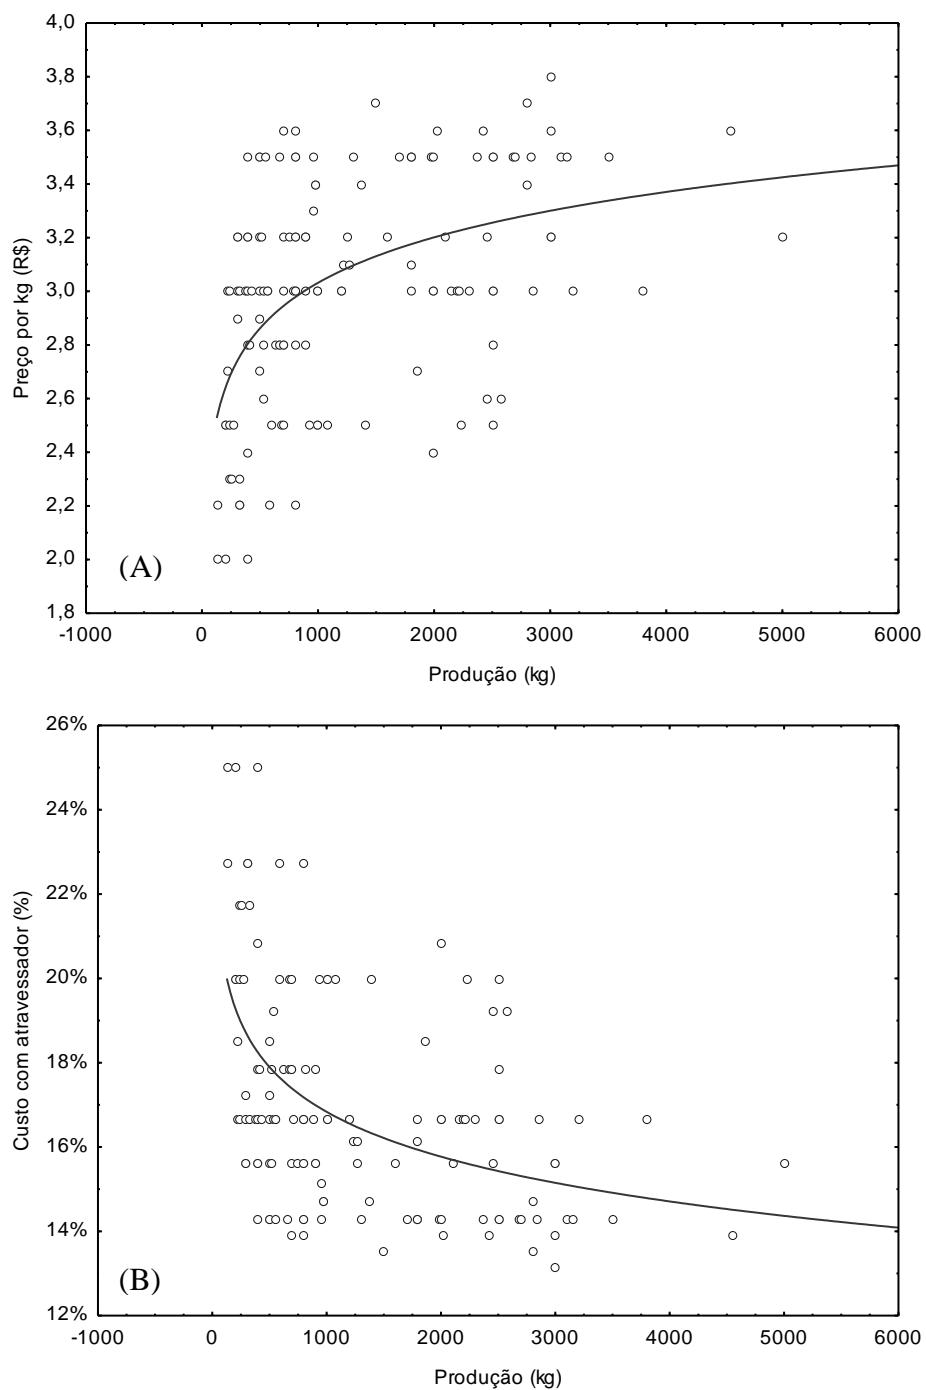 4,0
3,8
3,6
3,4
3,2
3,0
2,8
2,6
2,4
2,2
2,0
1,8
Preço por kg (R$)
(A)
-1000 0 1000 2000 3000 4000 5000 6000
Produção (kg)
26%
24%
22%
20%
18%
16%
14%
12%
Custo com atravessador (%)
(B)
-1000 0 1000 2000 3000 4000 5000 6000
Produção (kg)